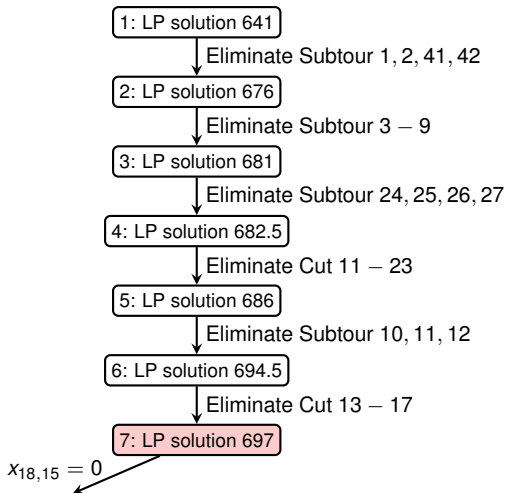 1: LP solution 641
Eliminate Subtour 1, 2, 41, 42
2: LP solution 676
Eliminate Subtour 3 − 9
3: LP solution 681
Eliminate Subtour 24, 25, 26, 27
4: LP solution 682.5
Eliminate Cut 11 − 23
5: LP solution 686
Eliminate Subtour 10, 11, 12
6: LP solution 694.5
Eliminate Cut 13 − 17
7: LP solution 697
x18,15 = 0